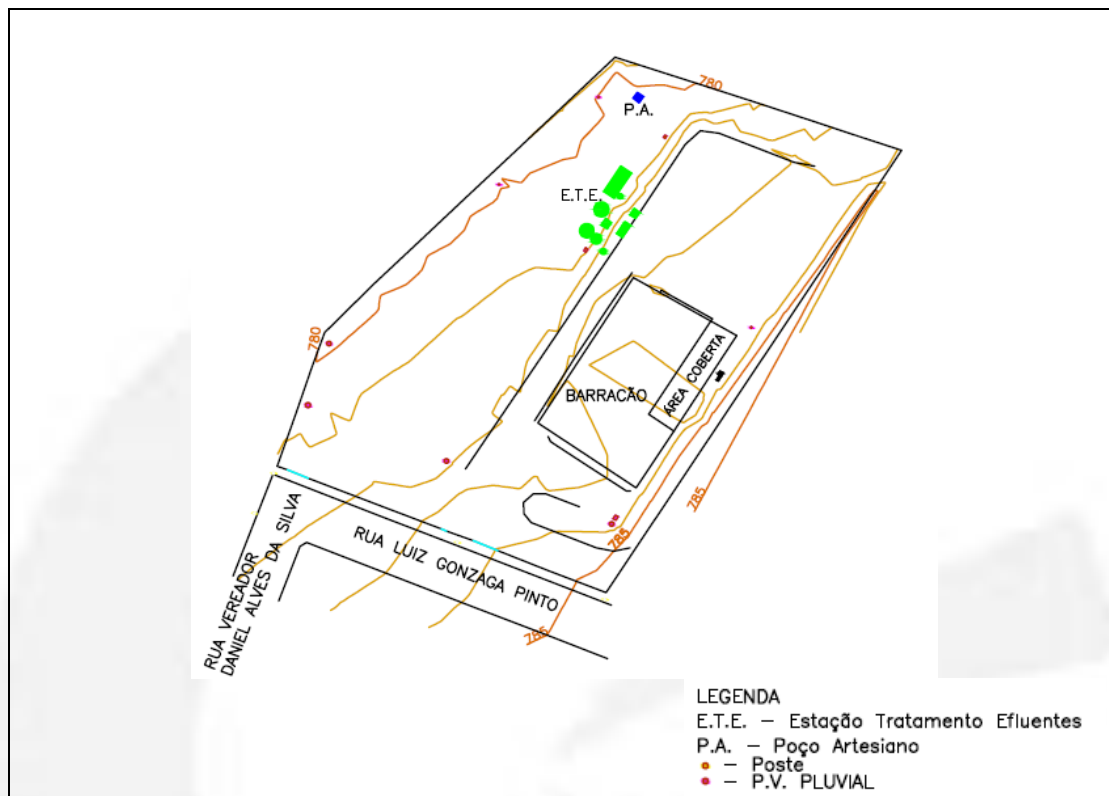 780
P.A.
E.T.E.
780
BARRACÃO
ÁREA COBERTA
785
785
785
RUA LUIZ GONZAGA PINTO
RUA VEREADOR
DANIEL ALVES DA SILVA
LEGENDA
E.T.E. – Estação Tratamento Efluentes
P.A. – Poço Artesiano
– Poste
– P.V. PLUVIAL